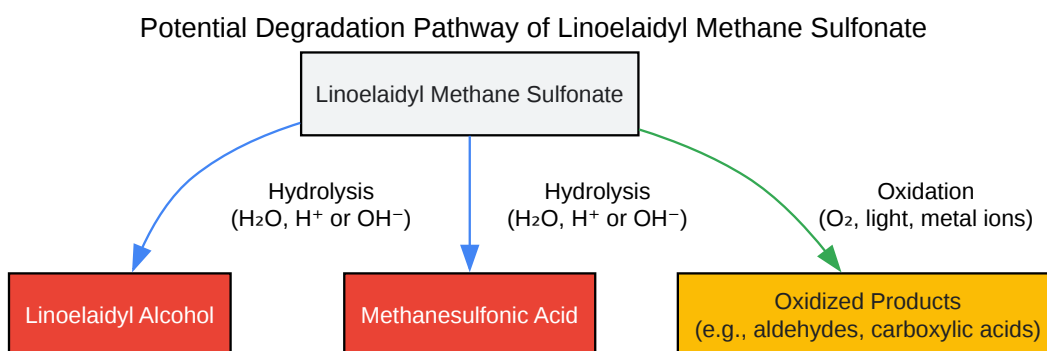 Potential Degradation Pathway of Linoelaidyl Methane Sulfonate
Linoelaidyl Methane Sulfonate
Hydrolysis
(H₂O, H⁺ or OH⁻)
Hydrolysis
(H₂O, H⁺ or OH⁻)
Oxidation
(O₂, light, metal ions)
Linoelaidyl Alcohol
Methanesulfonic Acid
Oxidized Products
(e.g., aldehydes, carboxylic acids)